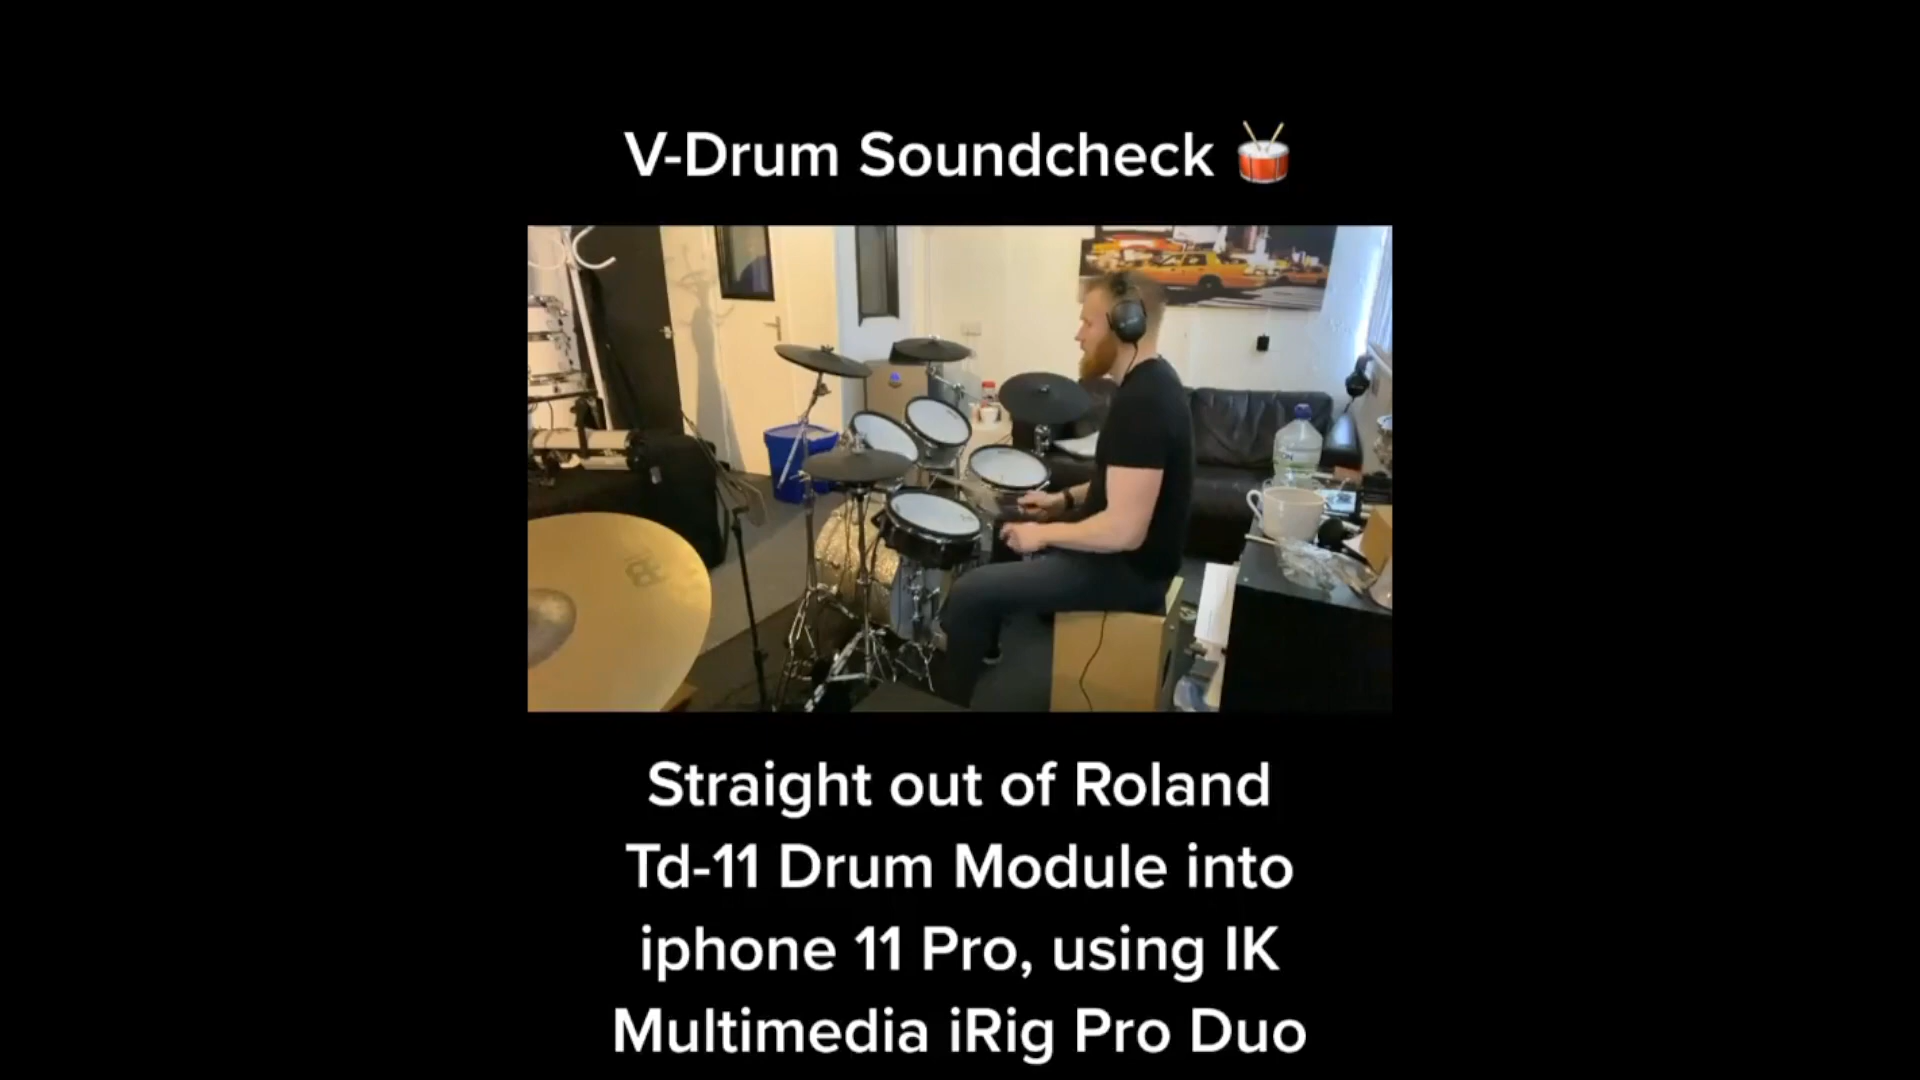 V-Drum Soundcheck 🥁
Straight out of Roland
Td-11 Drum Module into
iphone 11 Pro, using IK
Multimedia iRig Pro Duo